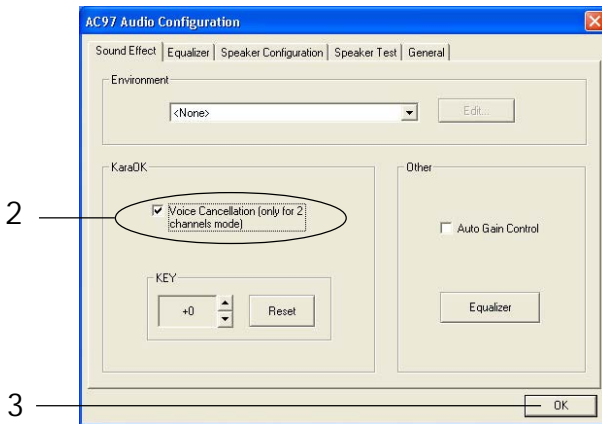 AC97 Audio Configuration
Sound Effect Equalizer Speaker Configuration Speaker Test General
Environment
<None>
Edit...
KaraOK
Other
2
Voice Cancellation (only for 2
channels mode)
Auto Gain Control
KEY
+0
Reset
Equalizer
3
OK